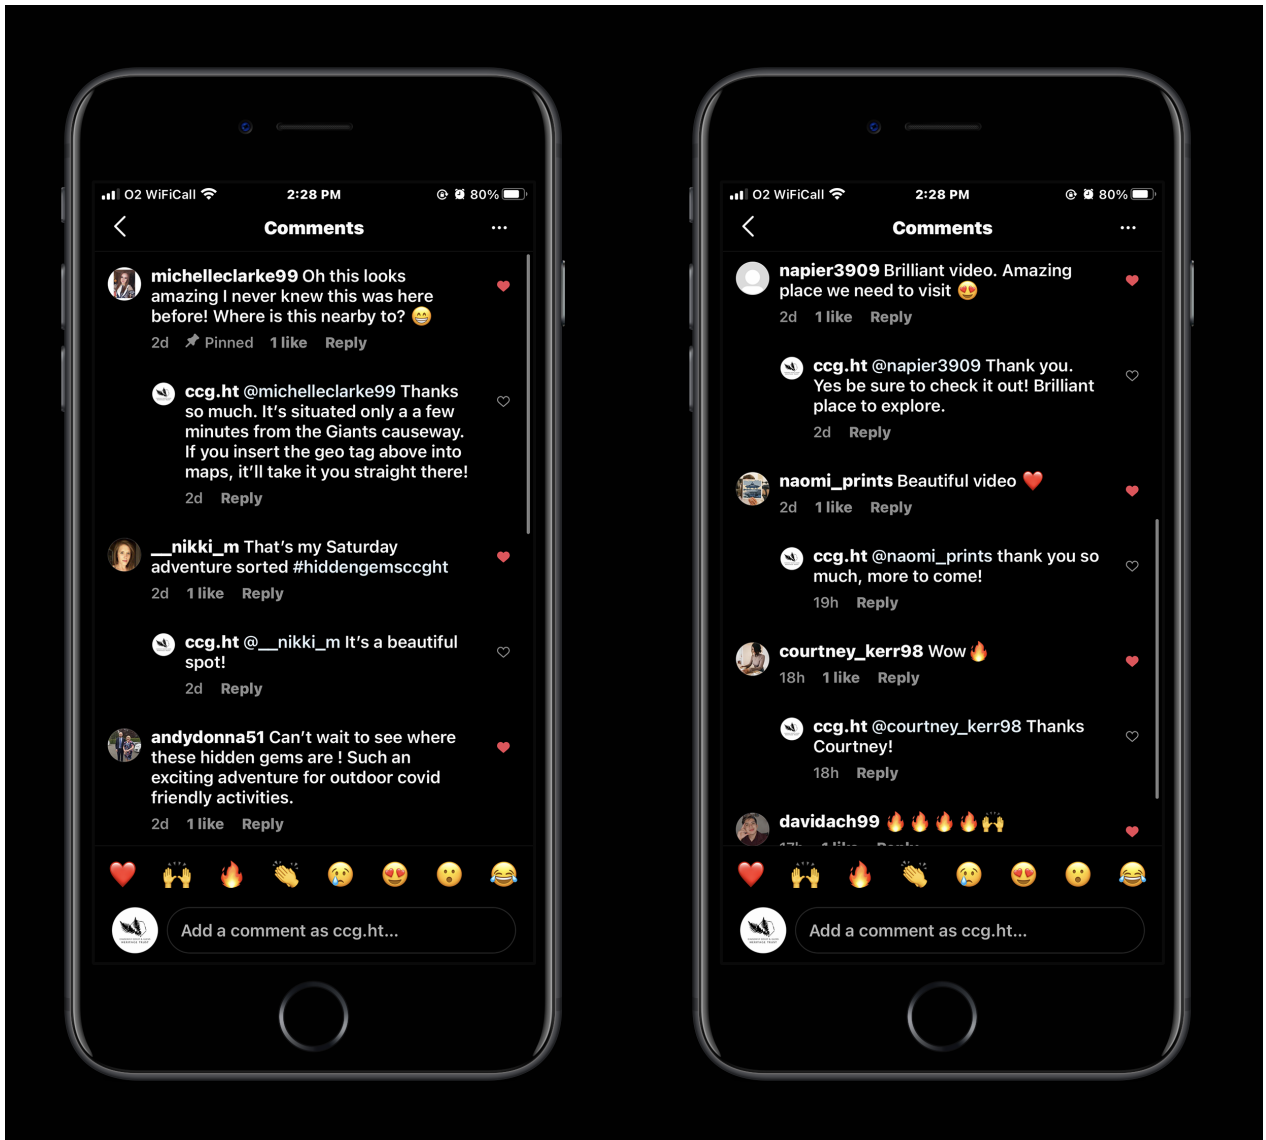 O2 WiFiCall 2:28 PM 80%
Comments
michelleclarke99 Oh this looks
amazing I never knew this was here
before! Where is this nearby to? 😁
2d Pinned 1 like Reply
ccg.ht @michelleclarke99 Thanks
so much. It's situated only a a few
minutes from the Giants causeway.
If you insert the geo tag above into
maps, it'll take it you straight there!
2d Reply
__nikki_m That's my Saturday
adventure sorted #hiddengemsccght
2d 1 like Reply
ccg.ht @__nikki_m It's a beautiful
spot!
2d Reply
andydonna51 Can't wait to see where
these hidden gems are ! Such an
exciting adventure for outdoor covid
friendly activities.
2d 1 like Reply
❤️ 🙌 🔥 👏 😢 😍 😮 😂
Add a comment as ccg.ht...
O2 WiFiCall 2:28 PM 80%
Comments
napier3909 Brilliant video. Amazing
place we need to visit 😍
2d 1 like Reply
ccg.ht @napier3909 Thank you.
Yes be sure to check it out! Brilliant
place to explore.
2d Reply
naomi_prints Beautiful video ❤️
2d 1 like Reply
ccg.ht @naomi_prints thank you so
much, more to come!
19h Reply
courtney_kerr98 Wow🔥
18h 1 like Reply
ccg.ht @courtney_kerr98 Thanks
Courtney!
18h Reply
davidach99 🔥🔥🔥🔥🙌
17h 1 like Reply
❤️ 🙌 🔥 👏 😢 😍 😮 😂
Add a comment as ccg.ht...